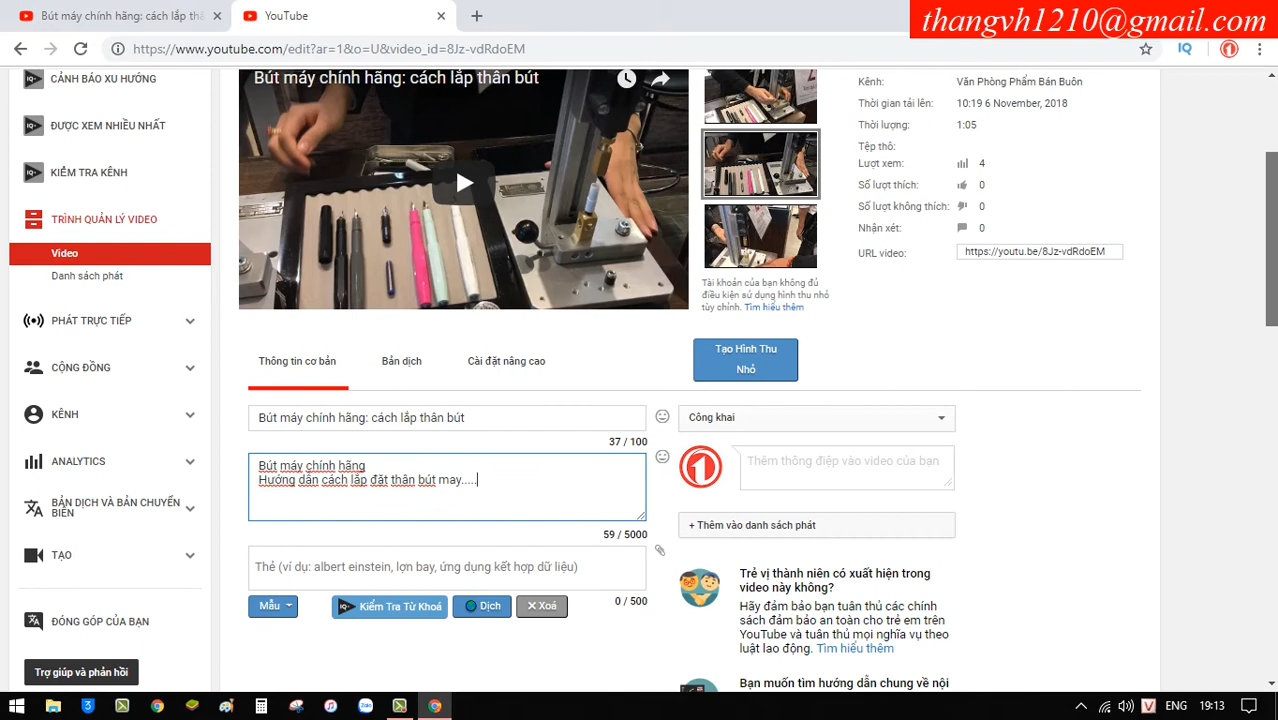 Bút máy chính hãng: cách lắp thâ
YouTube
thangvh1210@gmail.com
https://www.youtube.com/edit?ar=1&o=U&video_id=8Jz-vdRdoEM
CẢNH BÁO XU HƯỚNG
ĐƯỢC XEM NHIỀU NHẤT
KIỂM TRA KÊNH
TRÌNH QUẢN LÝ VIDEO
Video
Danh sách phát
PHÁT TRỰC TIẾP
CỘNG ĐỒNG
KÊNH
ANALYTICS
BẢN DỊCH VÀ BẢN CHUYỂN
BIÊN
TẠO
ĐÓNG GÓP CỦA BẠN
Trợ giúp và phản hồi
Bút máy chính hãng: cách lắp thân bút
Kênh: Văn Phòng Phẩm Bán Buôn
Thời gian tải lên: 10:19 6 November, 2018
Thời lượng: 1:05
Tệp thô:
Lượt xem: 4
Số lượt thích: 0
Số lượt không thích: 0
Nhận xét: 0
URL video: https://youtu.be/8Jz-vdRdoEM
Tài khoản của bạn không đủ
điều kiện sử dụng hình thu nhỏ
tùy chỉnh. Tìm hiểu thêm
Thông tin cơ bản Bản dịch Cài đặt nâng cao
Tạo Hình Thu
Nhỏ
Bút máy chính hãng: cách lắp thân bút
37 / 100
Bút máy chính hãng
Hướng dẫn cách lắp đặt thân bút may.....
59 / 5000
Thẻ (ví dụ: albert einstein, lợn bay, ứng dụng kết hợp dữ liệu)
Mẫu IQ Kiểm Tra Từ Khoá Dịch Xoá
0 / 500
Công khai
Thêm thông điệp vào video của bạn
+ Thêm vào danh sách phát
Trẻ vị thành niên có xuất hiện trong
video này không?
Hãy đảm bảo bạn tuân thủ các chính
sách đảm bảo an toàn cho trẻ em trên
YouTube và tuân thủ mọi nghĩa vụ theo
luật lao động. Tìm hiểu thêm
Bạn muốn tìm hướng dẫn chung về nội
ENG 19:13